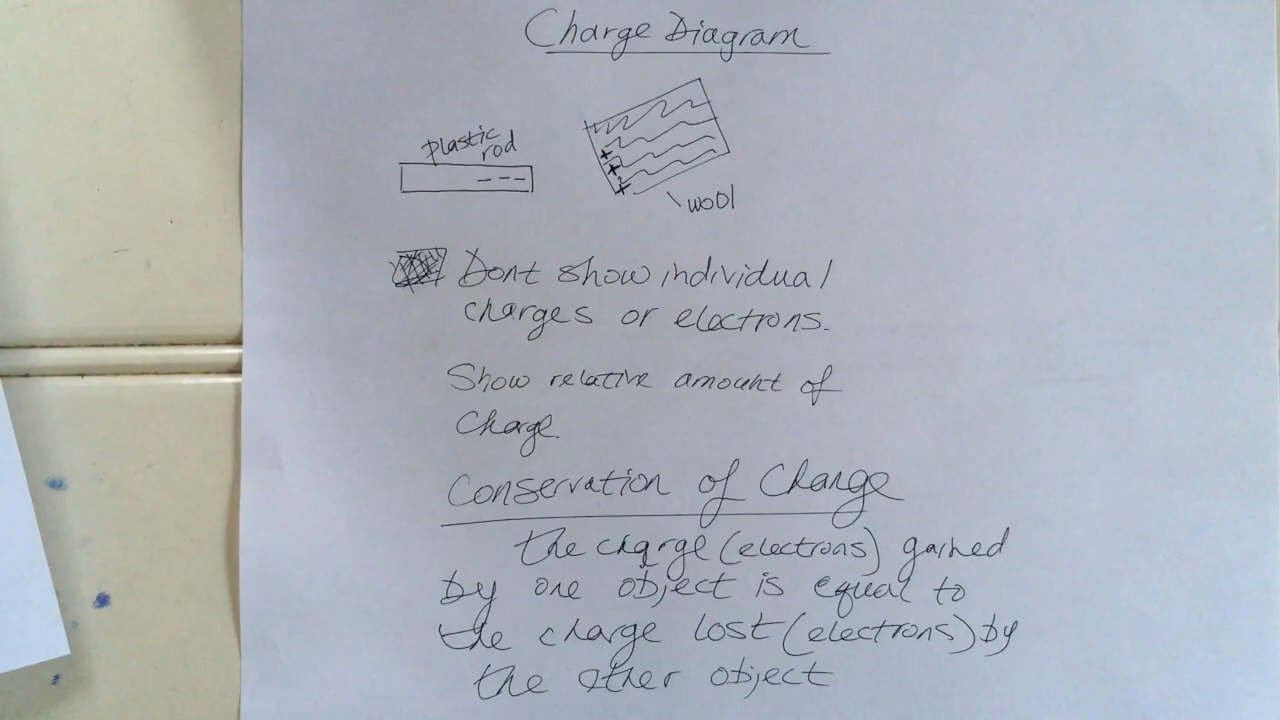 Charge Diagram
plastic
rod
- - -
+
+
+
wool
Dont show individual
charges or electrons.
Show relative amount of
Charge.
Conservation of Charge
the charge (electrons) gained
by one object is equal to
the charge lost (electrons) by
the other object